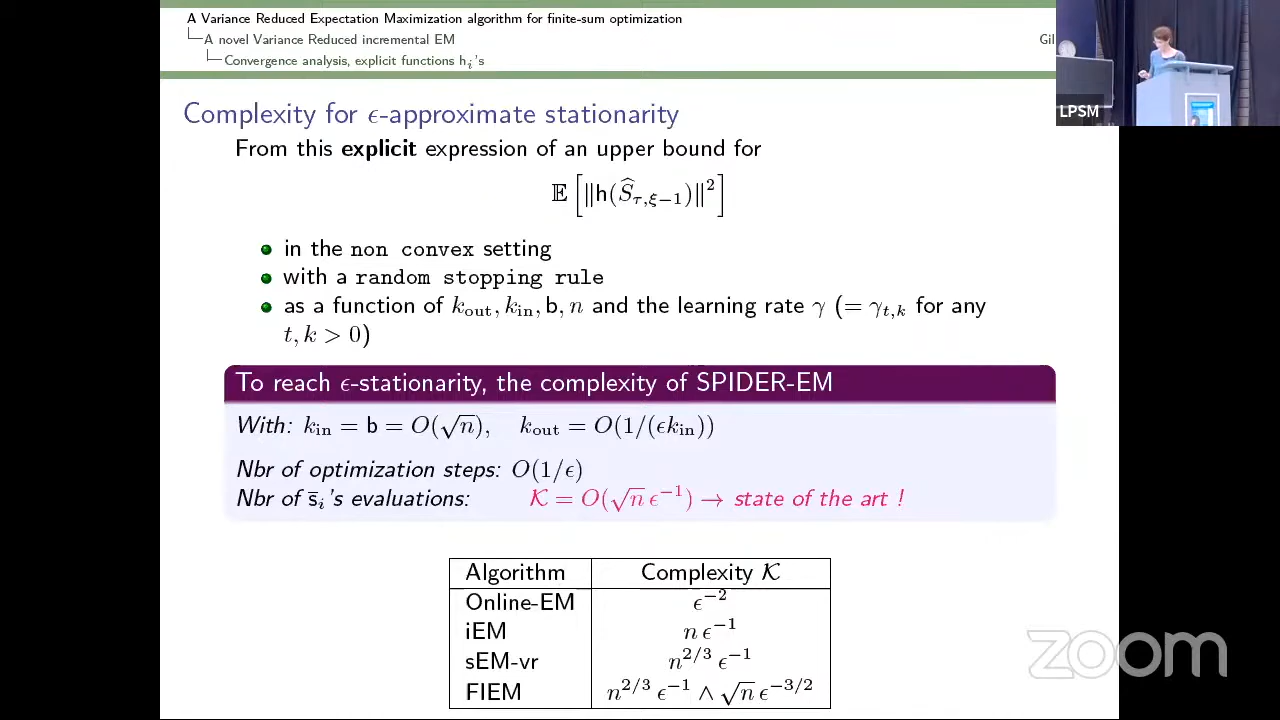 A Variance Reduced Expectation Maximization algorithm for finite-sum optimization
A novel Variance Reduced incremental EM
Gil
Convergence analysis, explicit functions h_i's
LPSM
Complexity for ϵ-approximate stationarity
From this explicit expression of an upper bound for
𝔼[‖h(Ŝ_{τ,ξ−1})‖²]
in the non convex setting
with a random stopping rule
as a function of k_out, k_in, b, n and the learning rate γ (= γ_{t,k} for any
t, k > 0)
To reach ϵ-stationarity, the complexity of SPIDER-EM
With: k_in = b = O(√n), k_out = O(1/(ϵk_in))
Nbr of optimization steps: O(1/ϵ)
Nbr of s̄_i's evaluations: 𝒦 = O(√n ϵ⁻¹) → state of the art !
Algorithm Complexity 𝒦
Online-EM ϵ⁻²
iEM n ϵ⁻¹
sEM-vr n^{2/3} ϵ⁻¹
FIEM n^{2/3} ϵ⁻¹ ∧ √n ϵ^{−3/2}
zoom